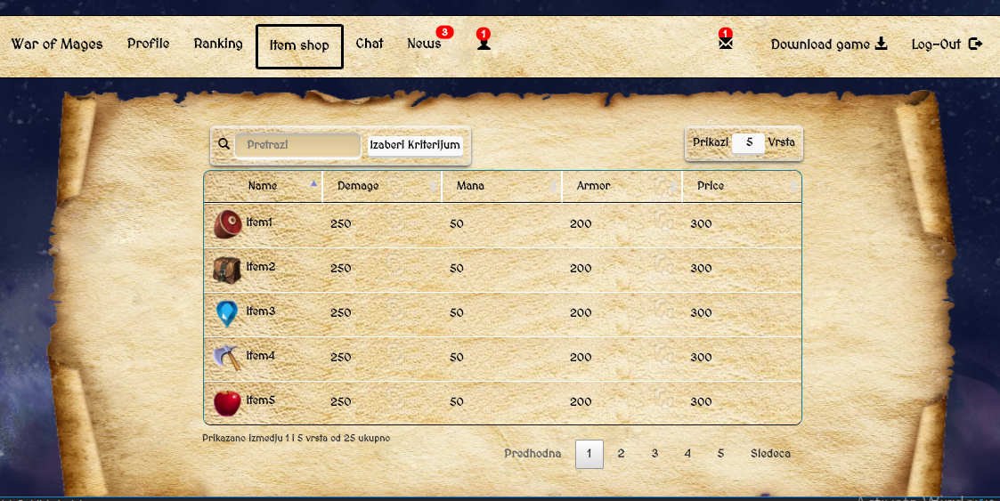 War of Mages Profile Ranking Item shop Chat News 3 1 1 Download game Log-Out
Pretrazi Izaberi Kriterijum Prikazi 5 Vrsta
Name Demage Mana Armor Price
Item1 250 50 200 300
Item2 250 50 200 300
Item3 250 50 200 300
Item4 250 50 200 300
Item5 250 50 200 300
Prikazano izmedju 1 i 5 vrsta od 25 ukupno
Predhodna 1 2 3 4 5 Sledeca